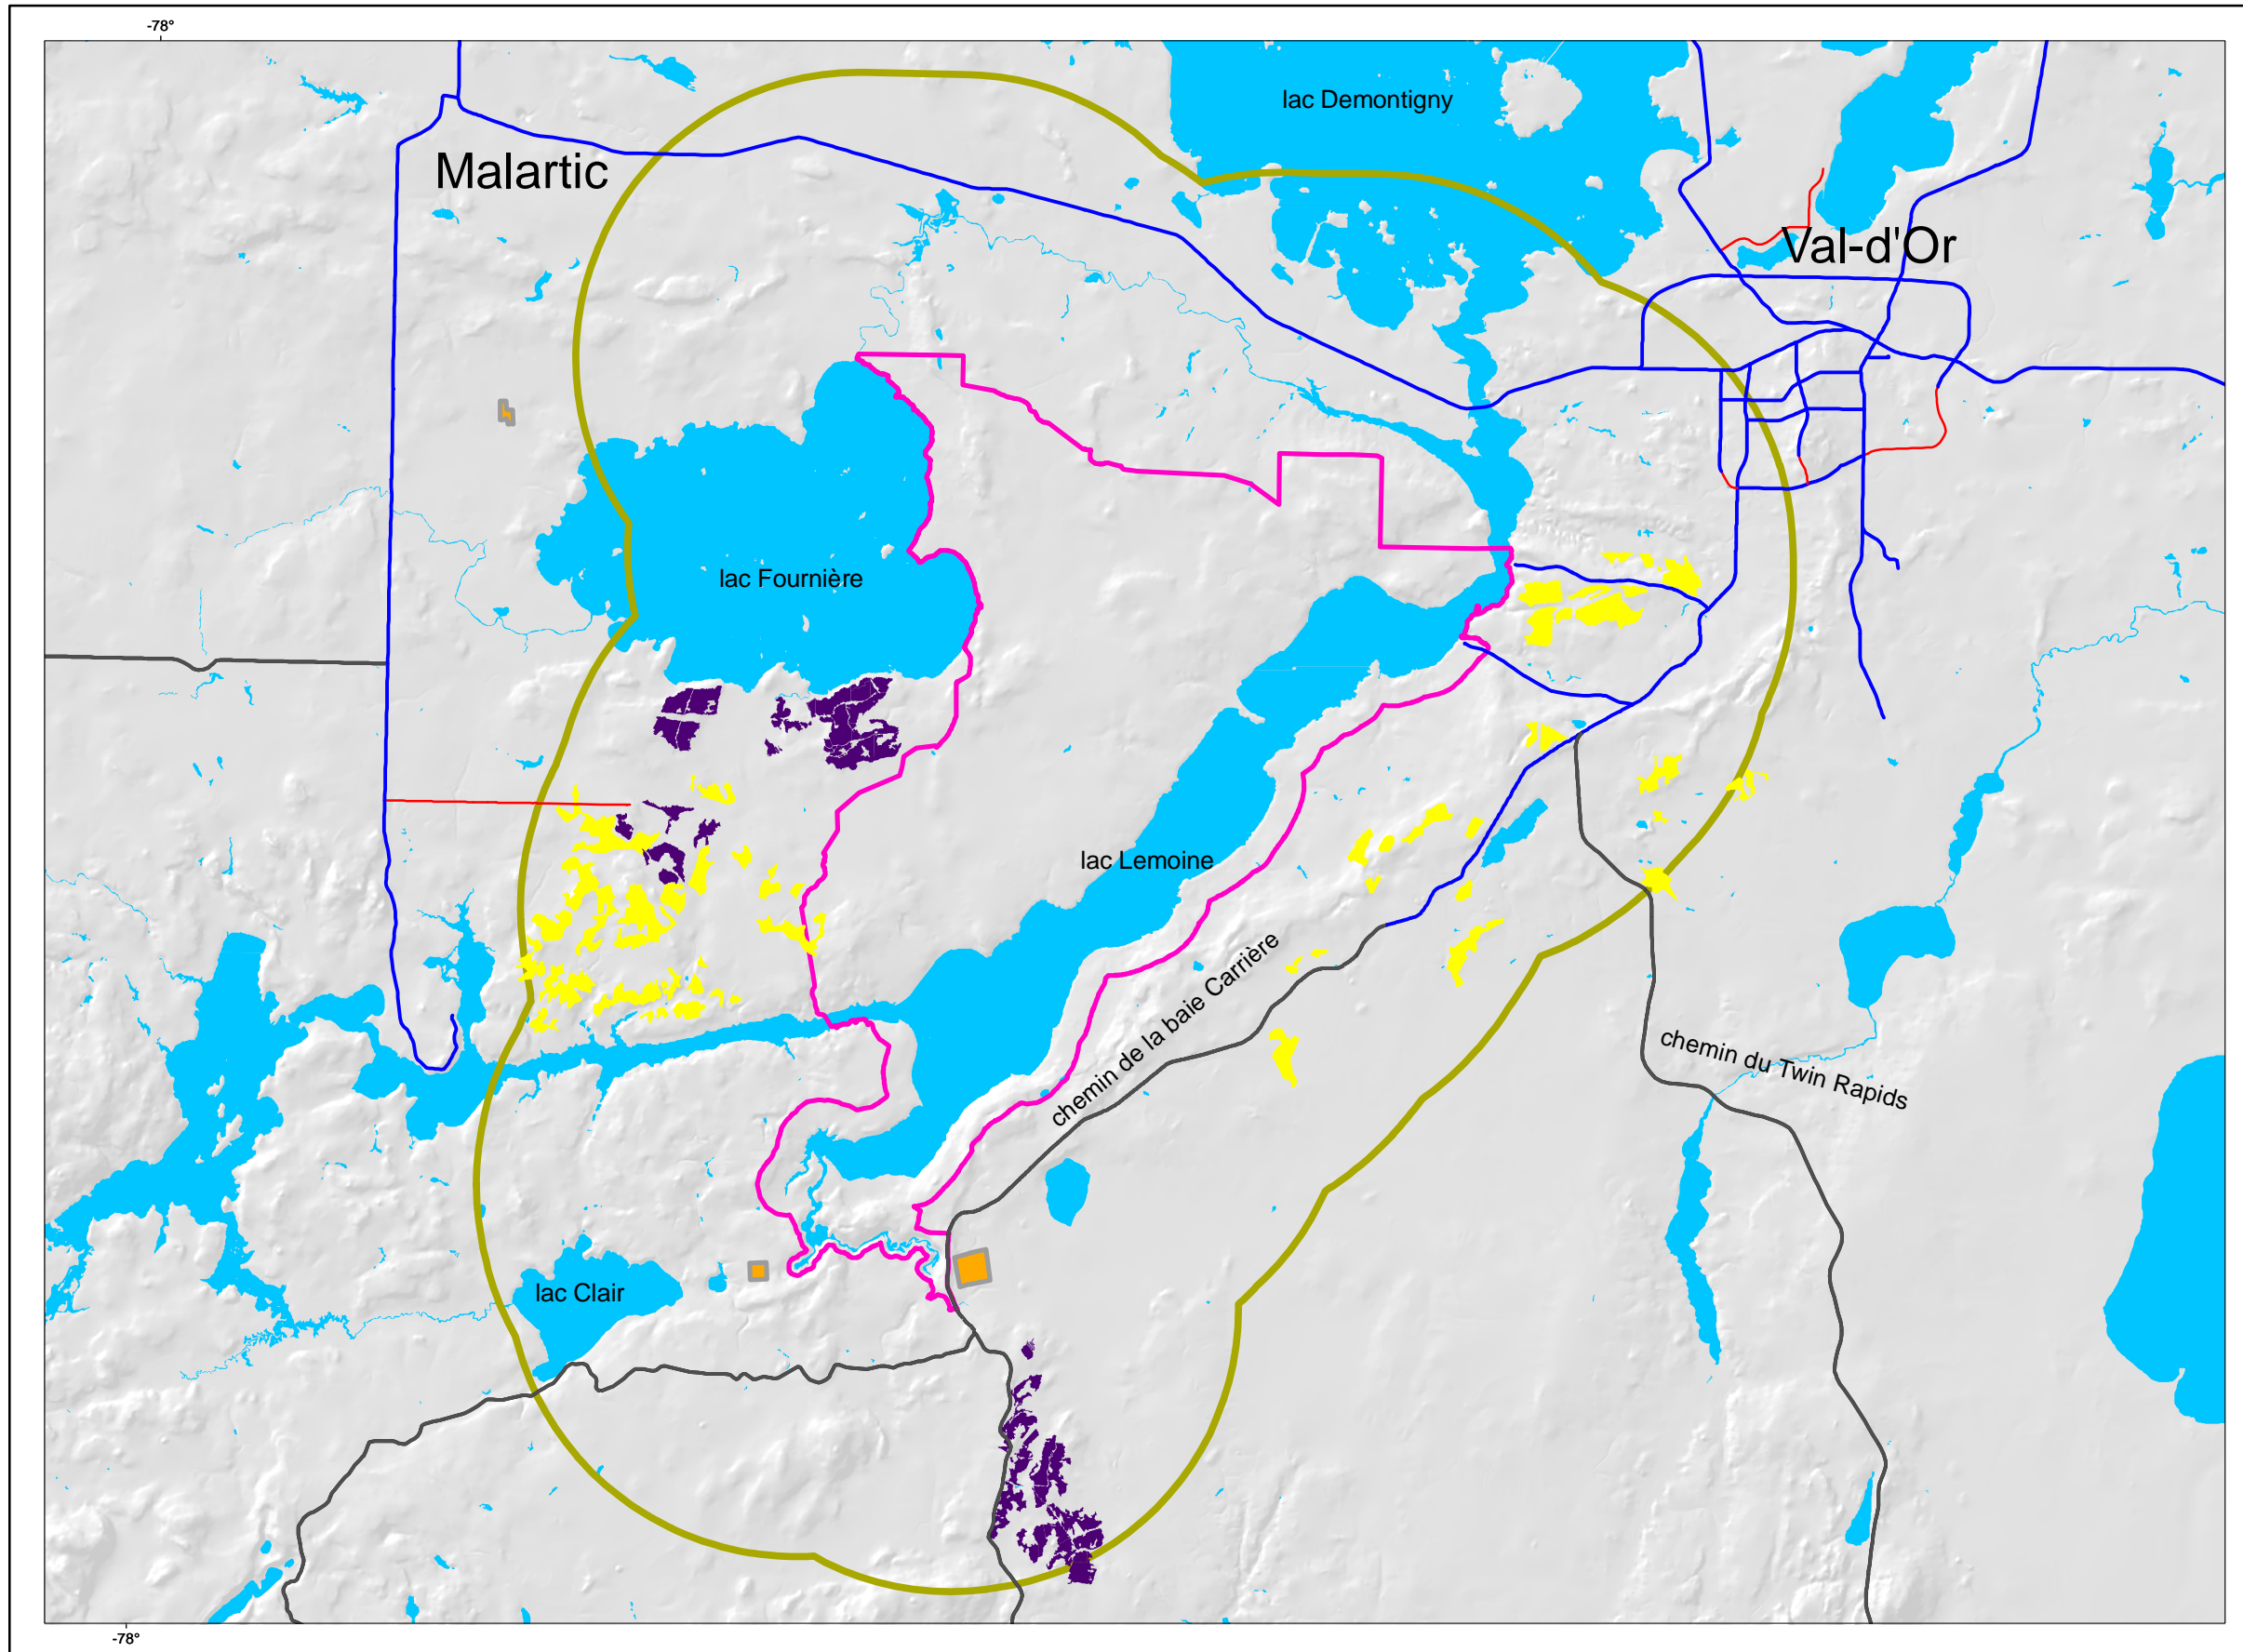 -78°
lac Demontigny
Malartic
Val-d'Or
lac Fournière
lac Lemoine
chemin de la baie Carrière
chemin du Twin Rapids
lac Clair
-78°